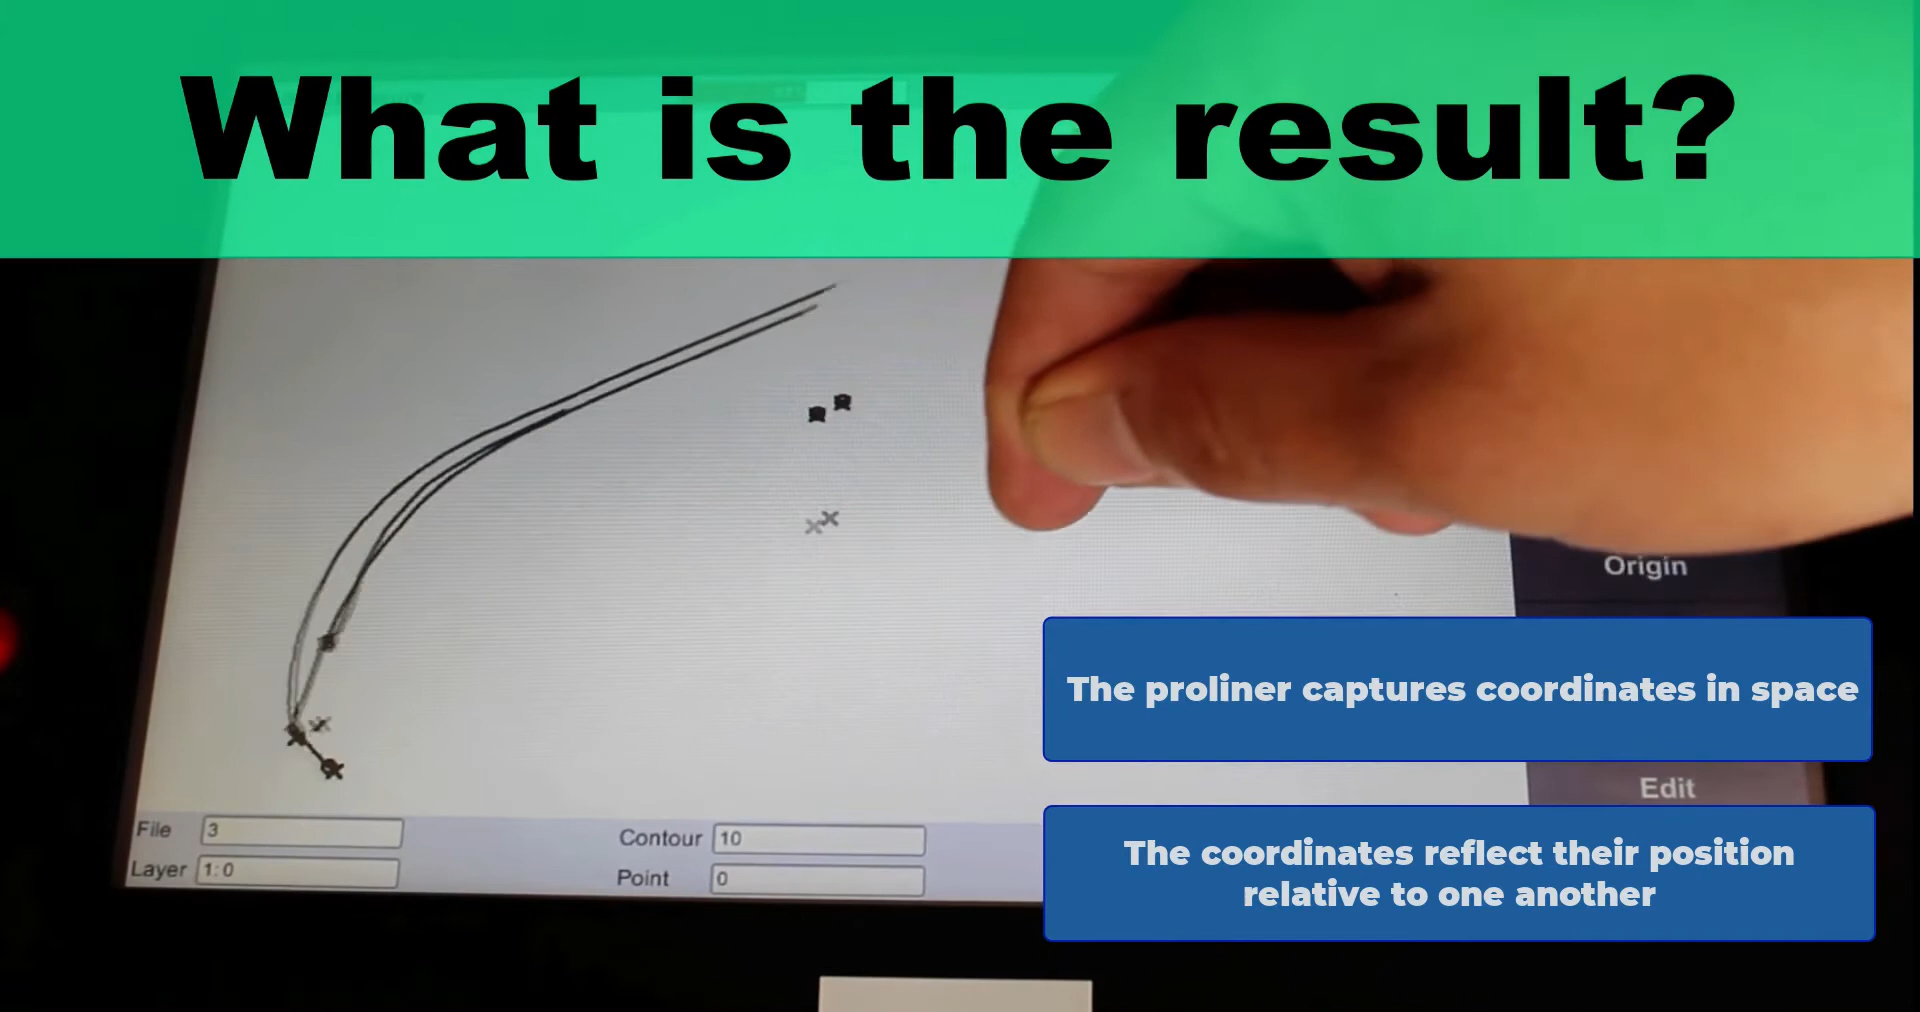 What is the result?
Origin
The proliner captures coordinates in space
Edit
The coordinates reflect their position
relative to one another
File 3
Contour 10
Layer 1:0
Point 0